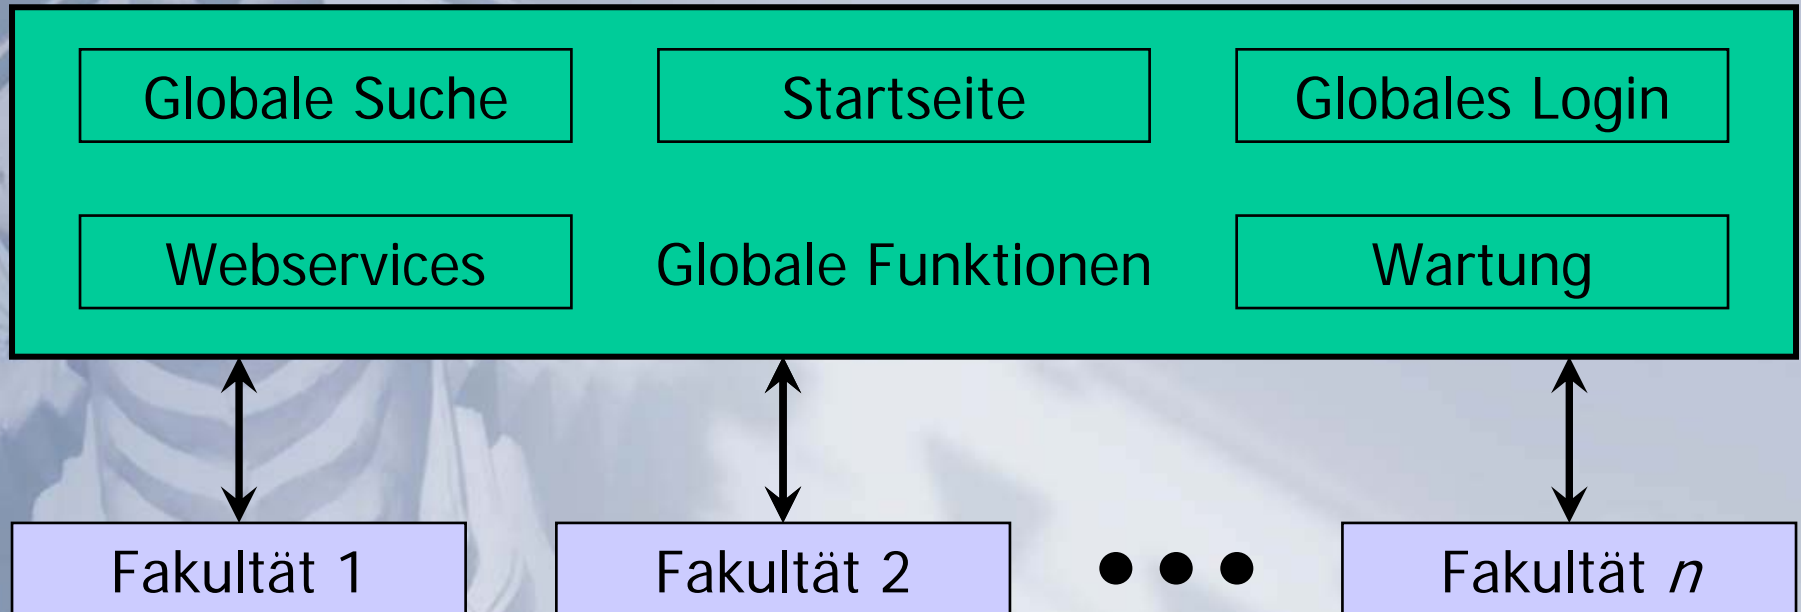 Globale Suche
Startseite
Globales Login
Webservices
Globale Funktionen
Wartung
Fakultät 1
Fakultät 2
•••
Fakultät n